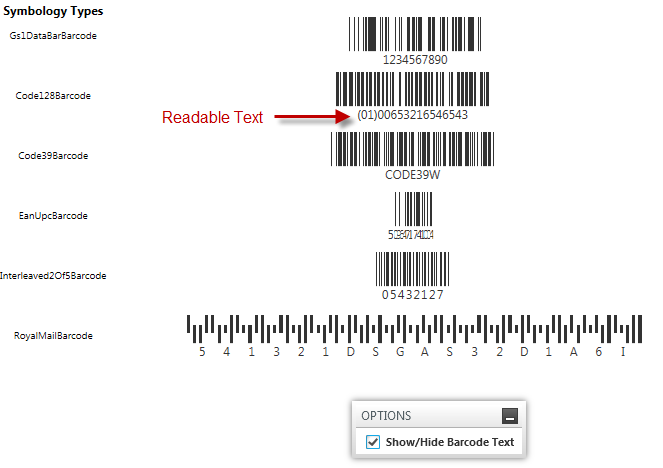 Symbology Types
Gs1DataBarBarcode
1234567890
Code128Barcode
Readable Text
(01)00653216546543
Code39Barcode
CODE39W
EanUpcBarcode
Interleaved2Of5Barcode
05432127
RoyalMailBarcode
5 4 1 3 2 1 D S G A S 3 2 D 1 A 6 I
OPTIONS
Show/Hide Barcode Text